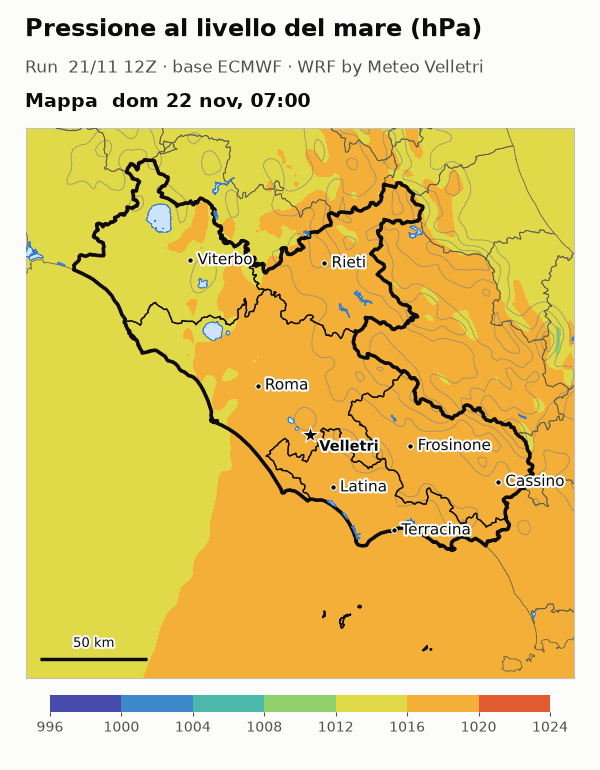 Pressione al livello del mare (hPa)
Run  21/11 12Z · base ECMWF · WRF by Meteo Velletri
Mappa  dom 22 nov, 07:00
Viterbo
Rieti
Roma
Velletri
Frosinone
Cassino
Latina
Terracina
50 km
996 1000 1004 1008 1012 1016 1020 1024